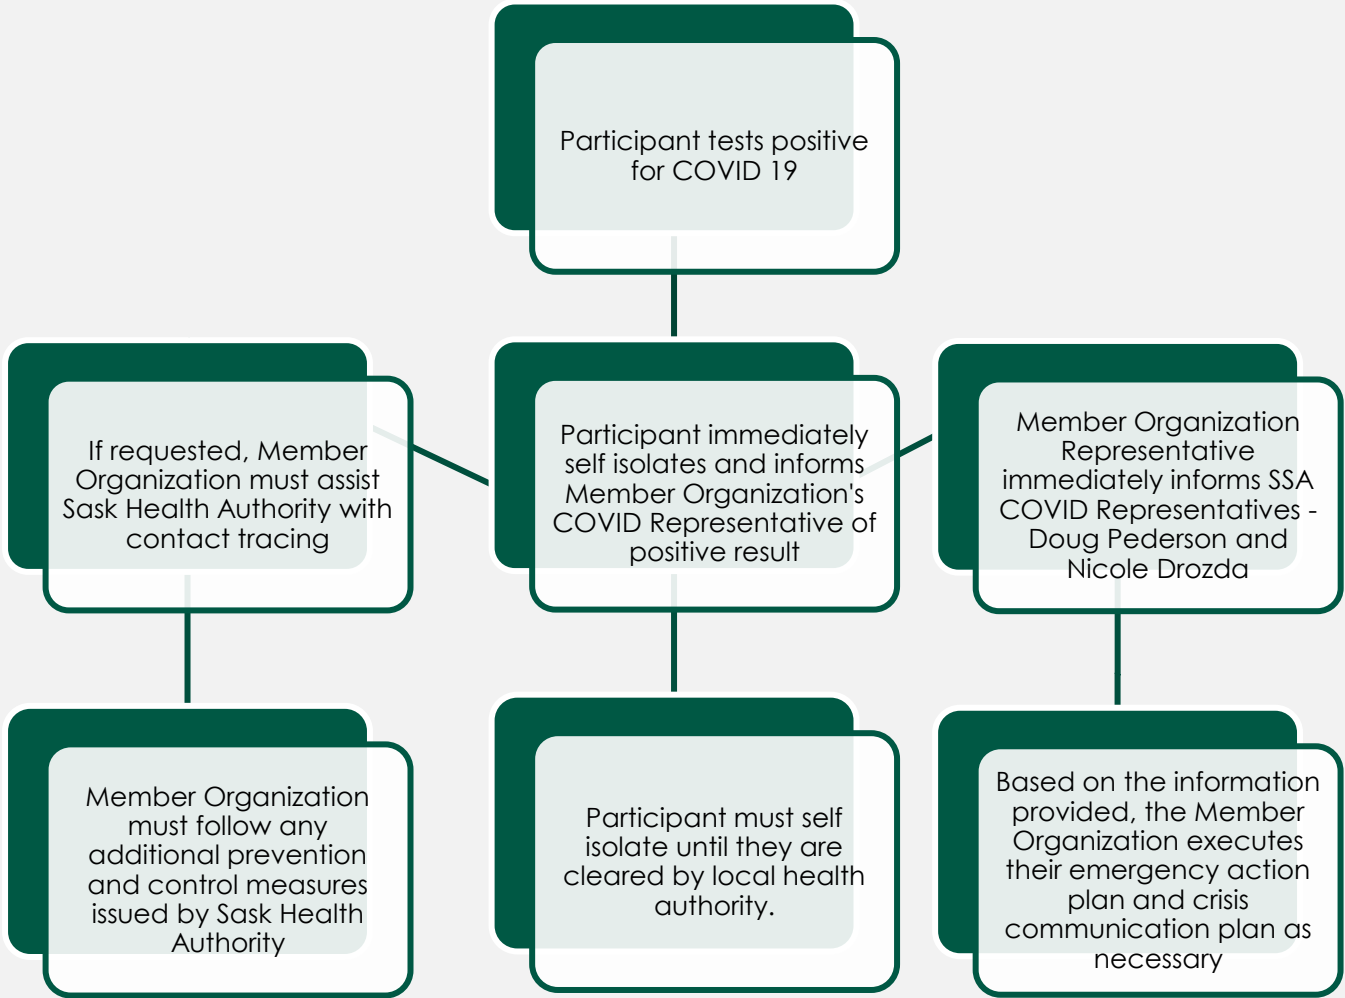 Participant tests positive
for COVID 19
If requested, Member
Organization must assist
Sask Health Authority with
contact tracing
Participant immediately
self isolates and informs
Member Organization's
COVID Representative of
positive result
Member Organization
Representative
immediately informs SSA
COVID Representatives -
Doug Pederson and
Nicole Drozda
Member Organization
must follow any
additional prevention
and control measures
issued by Sask Health
Authority
Participant must self
isolate until they are
cleared by local health
authority.
Based on the information
provided, the Member
Organization executes
their emergency action
plan and crisis
communication plan as
necessary